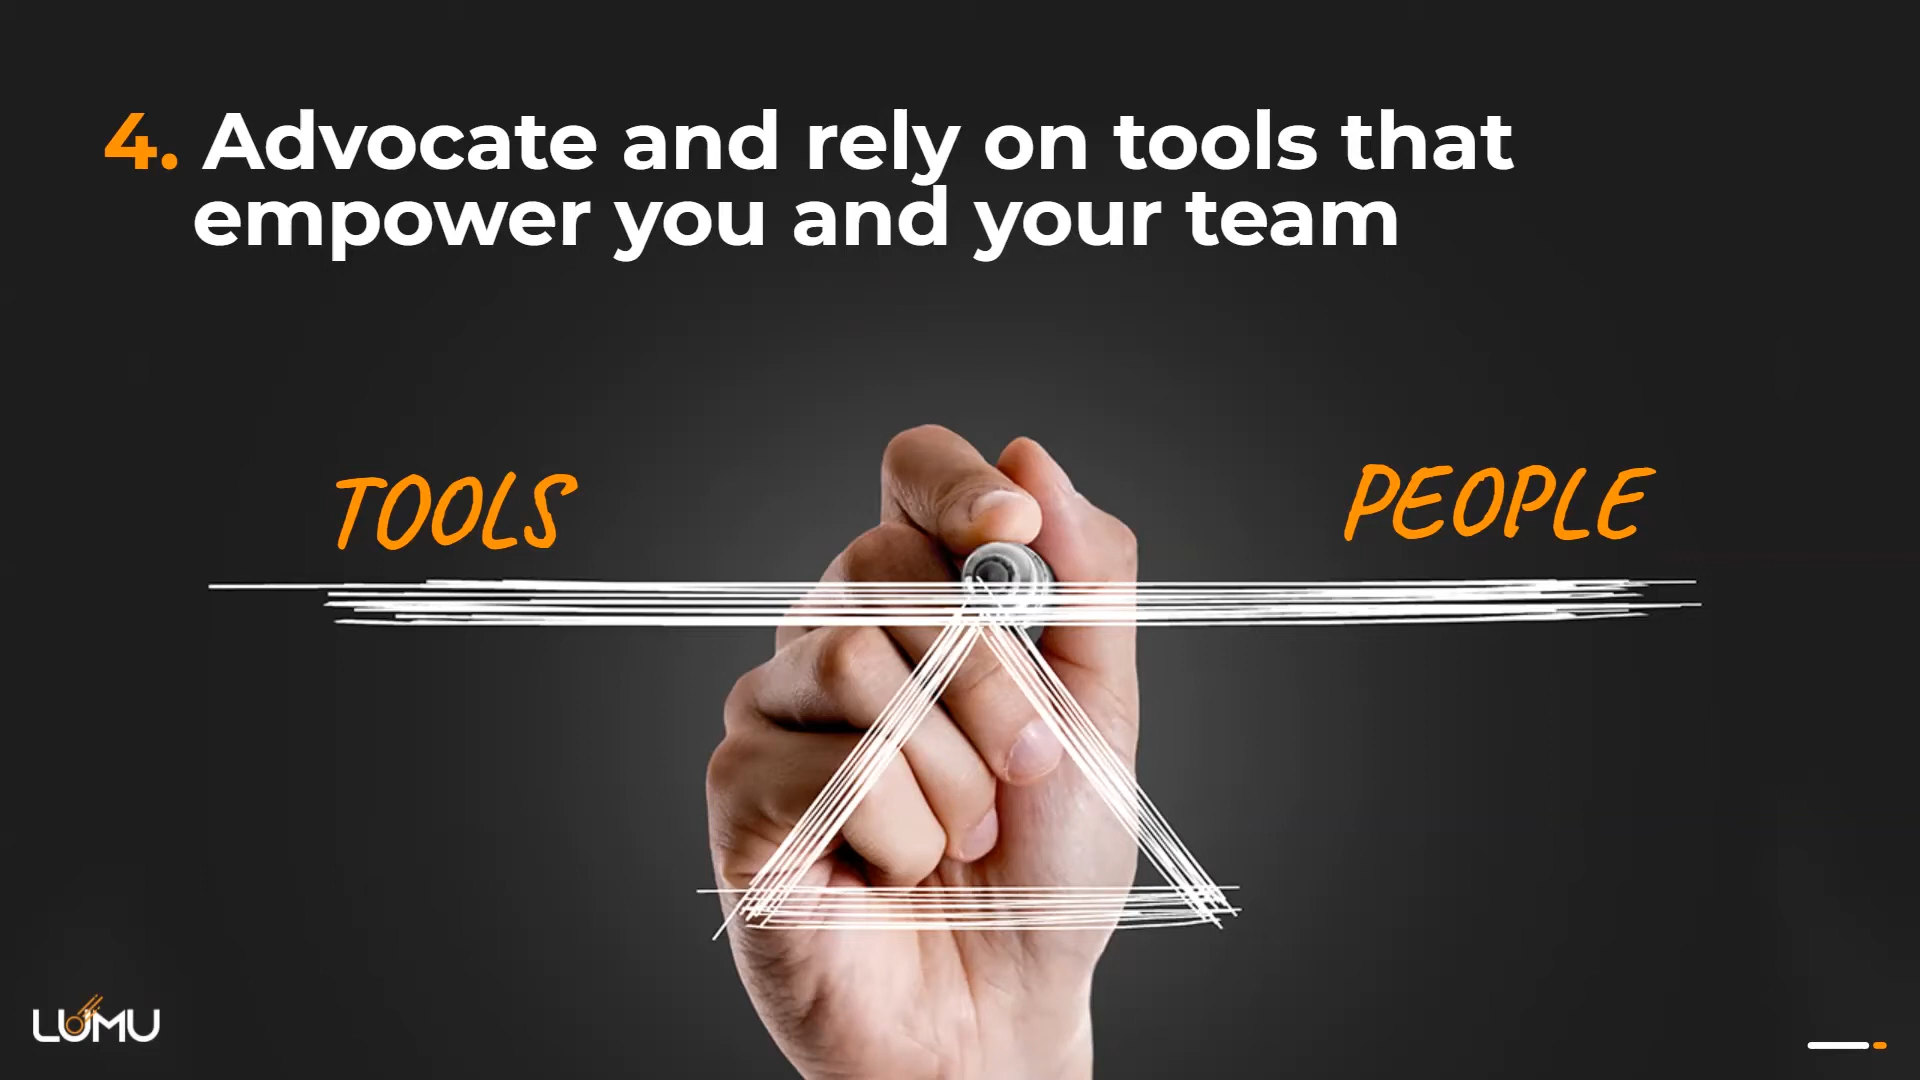 4. Advocate and rely on tools that
empower you and your team
TOOLS
PEOPLE
LUMU